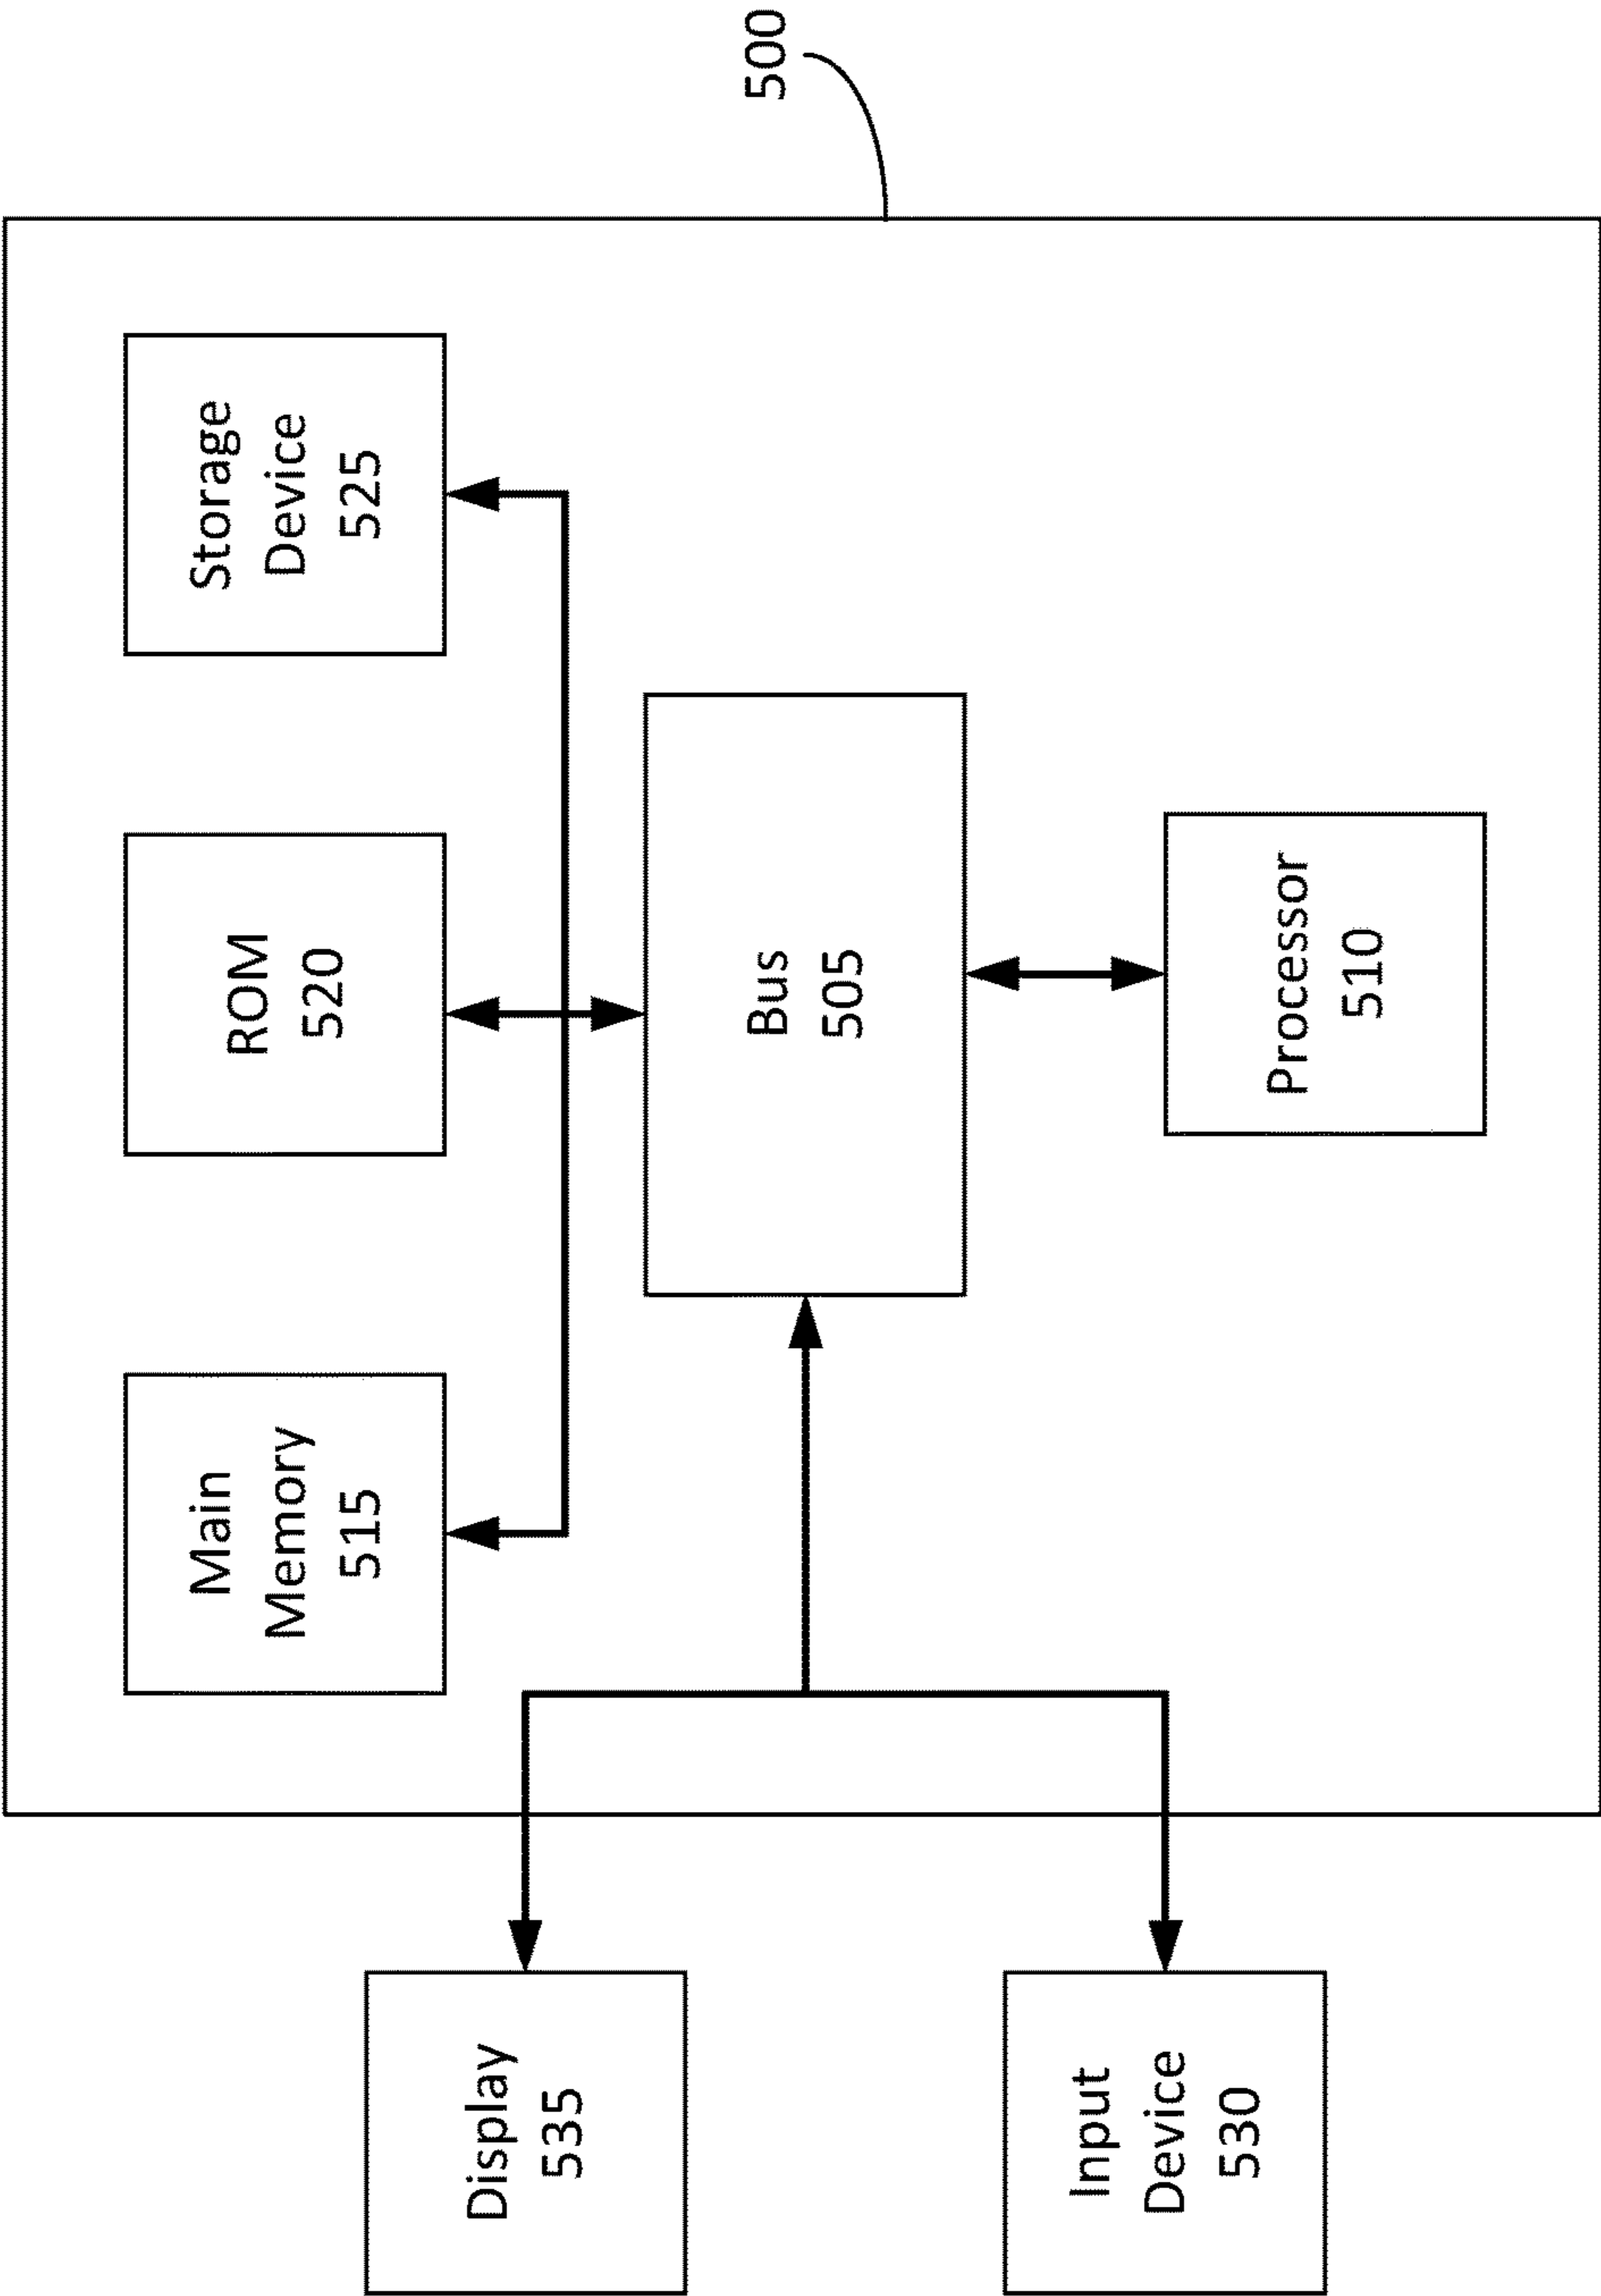 500
Main
Memory
515
ROM
520
Storage
Device
525
Display
535
Bus
505
Input
Device
530
Processor
510